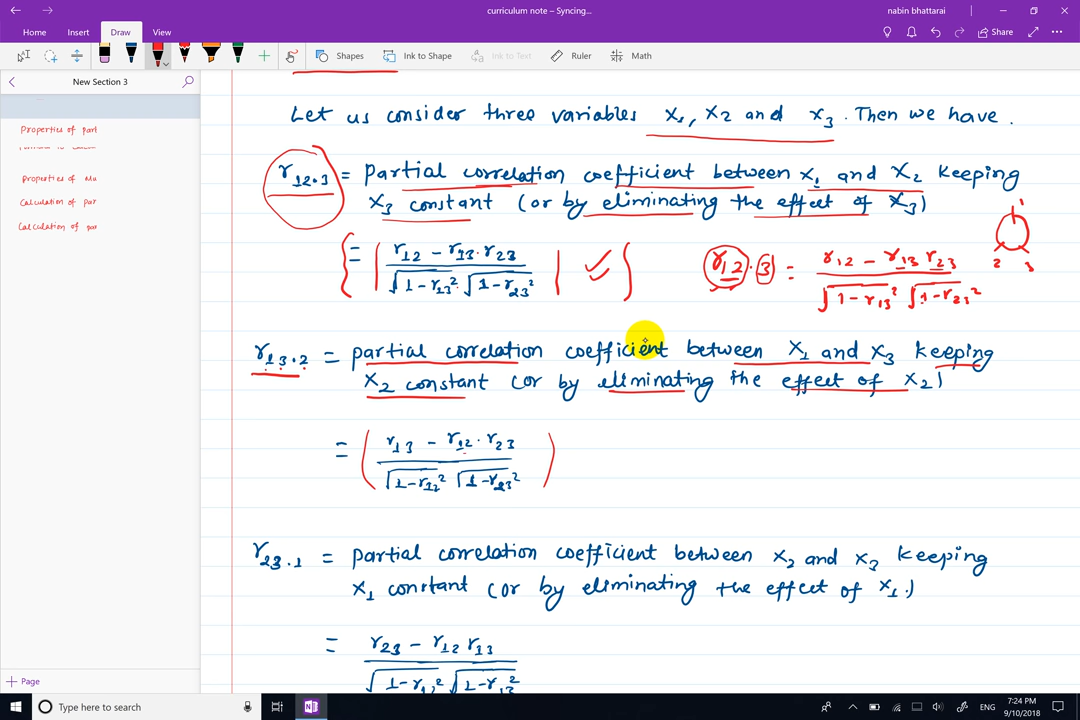 curriculum note – Syncing...
nabin bhattarai
Home Insert Draw View
Share
Shapes Ink to Shape Ink to Text Ruler Math
New Section 3
Properties of part
Properties of Mu
Calculation of par
Calculation of par
Let us consider three variables x₁, x₂ and x₃. Then we have.
r₁₂.₃ = partial correlation coefficient between x₁ and x₂ keeping
x₃ constant (or by eliminating the effect of x₃)
= r₁₂ − r₁₃.r₂₃ / √1−r₁₃² . √1−r₂₃²
r₁₂.₃ = r₁₂ − r₁₃ r₂₃ / √1−r₁₃² √1−r₂₃²
1
2 3
r₁₃.₂ = partial correlation coefficient between x₁ and x₃ keeping
x₂ constant (or by eliminating the effect of x₂)
= ( r₁₃ − r₁₂.r₂₃ / √1−r₁₂² √1−r₂₃² )
r₂₃.₁ = partial correlation coefficient between x₂ and x₃ keeping
x₁ constant (or by eliminating the effect of x₁.)
= r₂₃ − r₁₂ r₁₃ / √1−r₁₂² √1−r₁₃²
+ Page
Type here to search
ENG
7:24 PM
9/10/2018